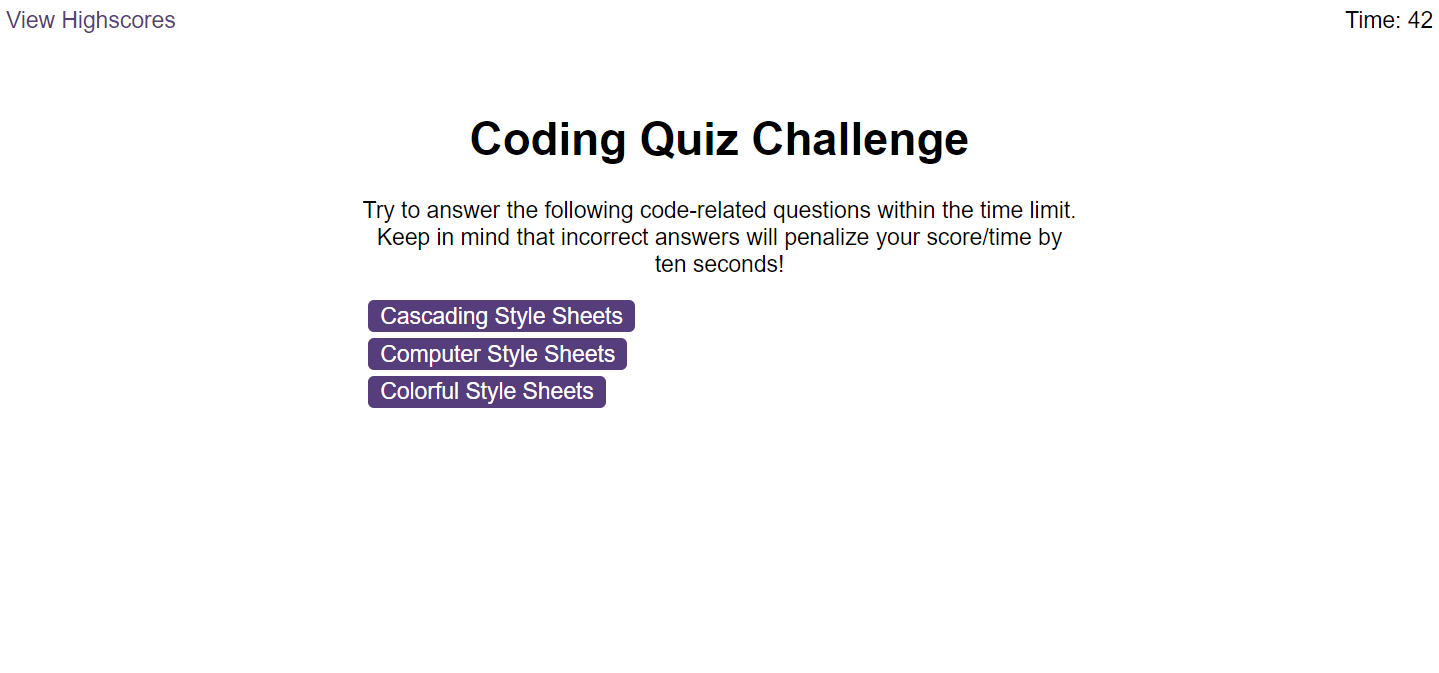 View Highscores
Time: 42
Coding Quiz Challenge
Try to answer the following code-related questions within the time limit.
Keep in mind that incorrect answers will penalize your score/time by
ten seconds!
Cascading Style Sheets
Computer Style Sheets
Colorful Style Sheets